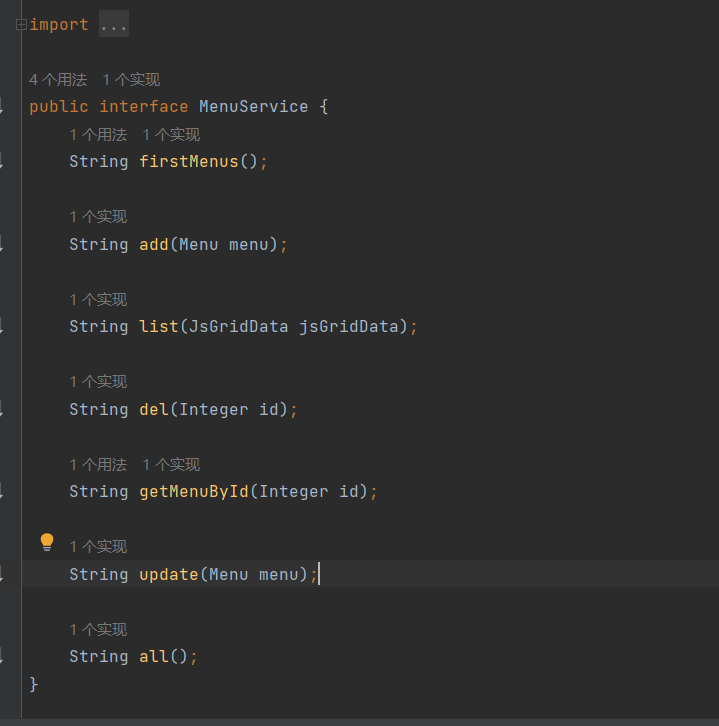 import ...
4 个用法 1 个实现
public interface MenuService {
1 个用法 1 个实现
String firstMenus();
1 个实现
String add(Menu menu);
1 个实现
String list(JsGridData jsGridData);
1 个实现
String del(Integer id);
1 个用法 1 个实现
String getMenuById(Integer id);
1 个实现
String update(Menu menu);
1 个实现
String all();
}